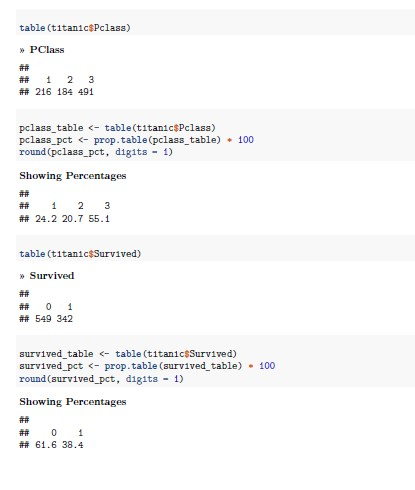 table(titanic$Pclass)
» PClass
##
## 1 2 3
## 216 184 491
pclass_table <- table(titanic$Pclass)
pclass_pct <- prop.table(pclass_table) * 100
round(pclass_pct, digits = 1)
Showing Percentages
##
## 1 2 3
## 24.2 20.7 55.1
table(titanic$Survived)
» Survived
##
## 0 1
## 549 342
survived_table <- table(titanic$Survived)
survived_pct <- prop.table(survived_table) * 100
round(survived_pct, digits = 1)
Showing Percentages
##
## 0 1
## 61.6 38.4